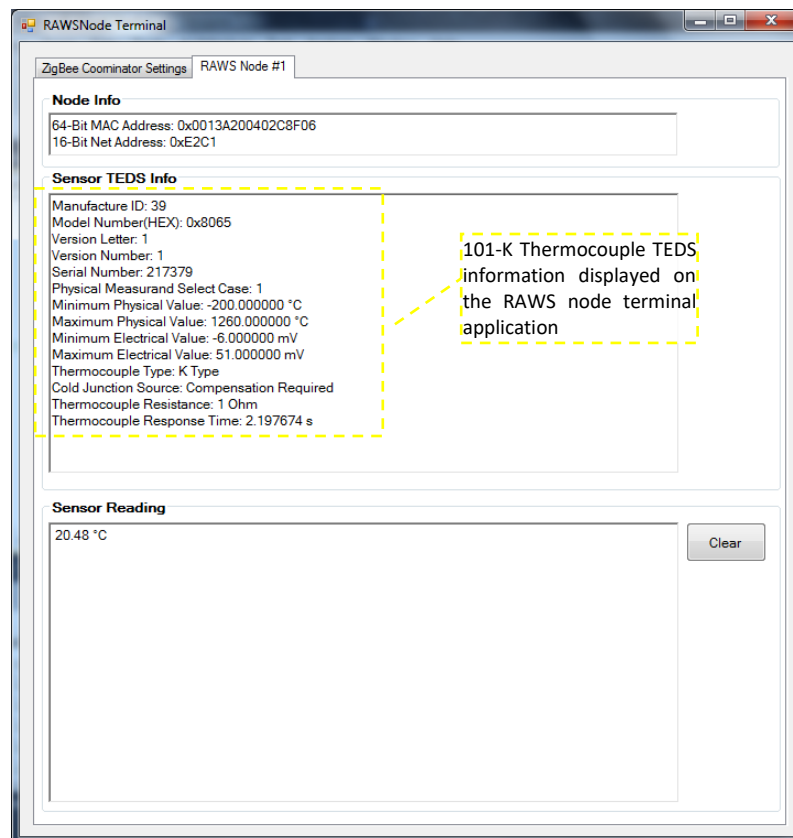 RAWSNode Terminal
ZigBee Coominator Settings
RAWS Node #1
Node Info
64-Bit MAC Address: 0x0013A200402C8F06
16-Bit Net Address: 0xE2C1
Sensor TEDS Info
Manufacture ID: 39
Model Number(HEX): 0x8065
Version Letter: 1
Version Number: 1
Serial Number: 217379
Physical Measurand Select Case: 1
Minimum Physical Value: -200.000000 °C
Maximum Physical Value: 1260.000000 °C
Minimum Electrical Value: -6.000000 mV
Maximum Electrical Value: 51.000000 mV
Thermocouple Type: K Type
Cold Junction Source: Compensation Required
Thermocouple Resistance: 1 Ohm
Thermocouple Response Time: 2.197674 s
101-K Thermocouple TEDS
information displayed on
the RAWS node terminal
application
Sensor Reading
20.48 °C
Clear